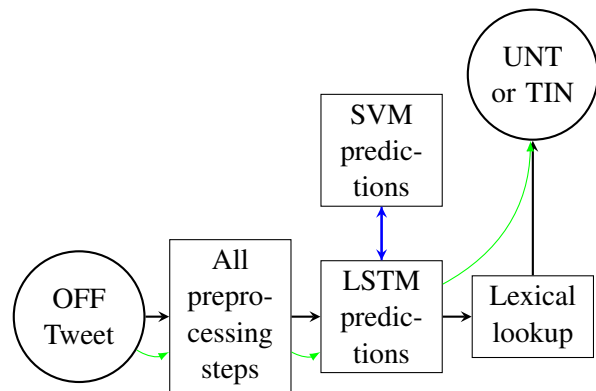 UNT
or TIN
SVM
predic-
tions
OFF
Tweet
All
prepro-
cessing
steps
LSTM
predic-
tions
Lexical
lookup